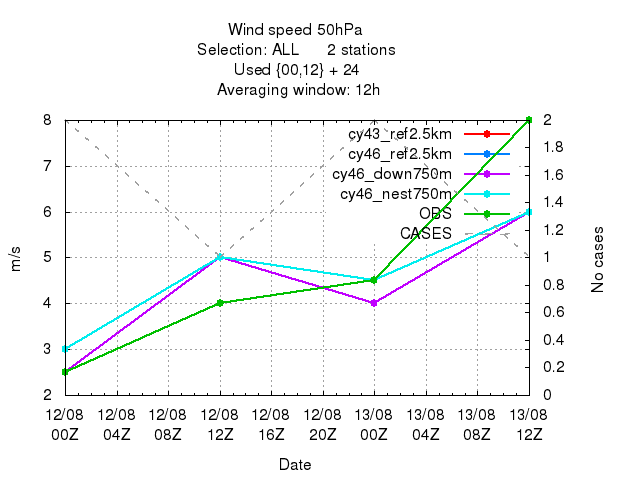 Wind speed 50hPa
Selection: ALL 2 stations
Used {00,12} + 24
Averaging window: 12h
8
7
6
5
4
3
2
m/s
2
1.8
1.6
1.4
1.2
1
0.8
0.6
0.4
0.2
0
No cases
cy43_ref2.5km
cy46_ref2.5km
cy46_down750m
cy46_nest750m
OBS
CASES
12/08 12/08 12/08 12/08 12/08 12/08 13/08 13/08 13/08 13/08
00Z 04Z 08Z 12Z 16Z 20Z 00Z 04Z 08Z 12Z
Date